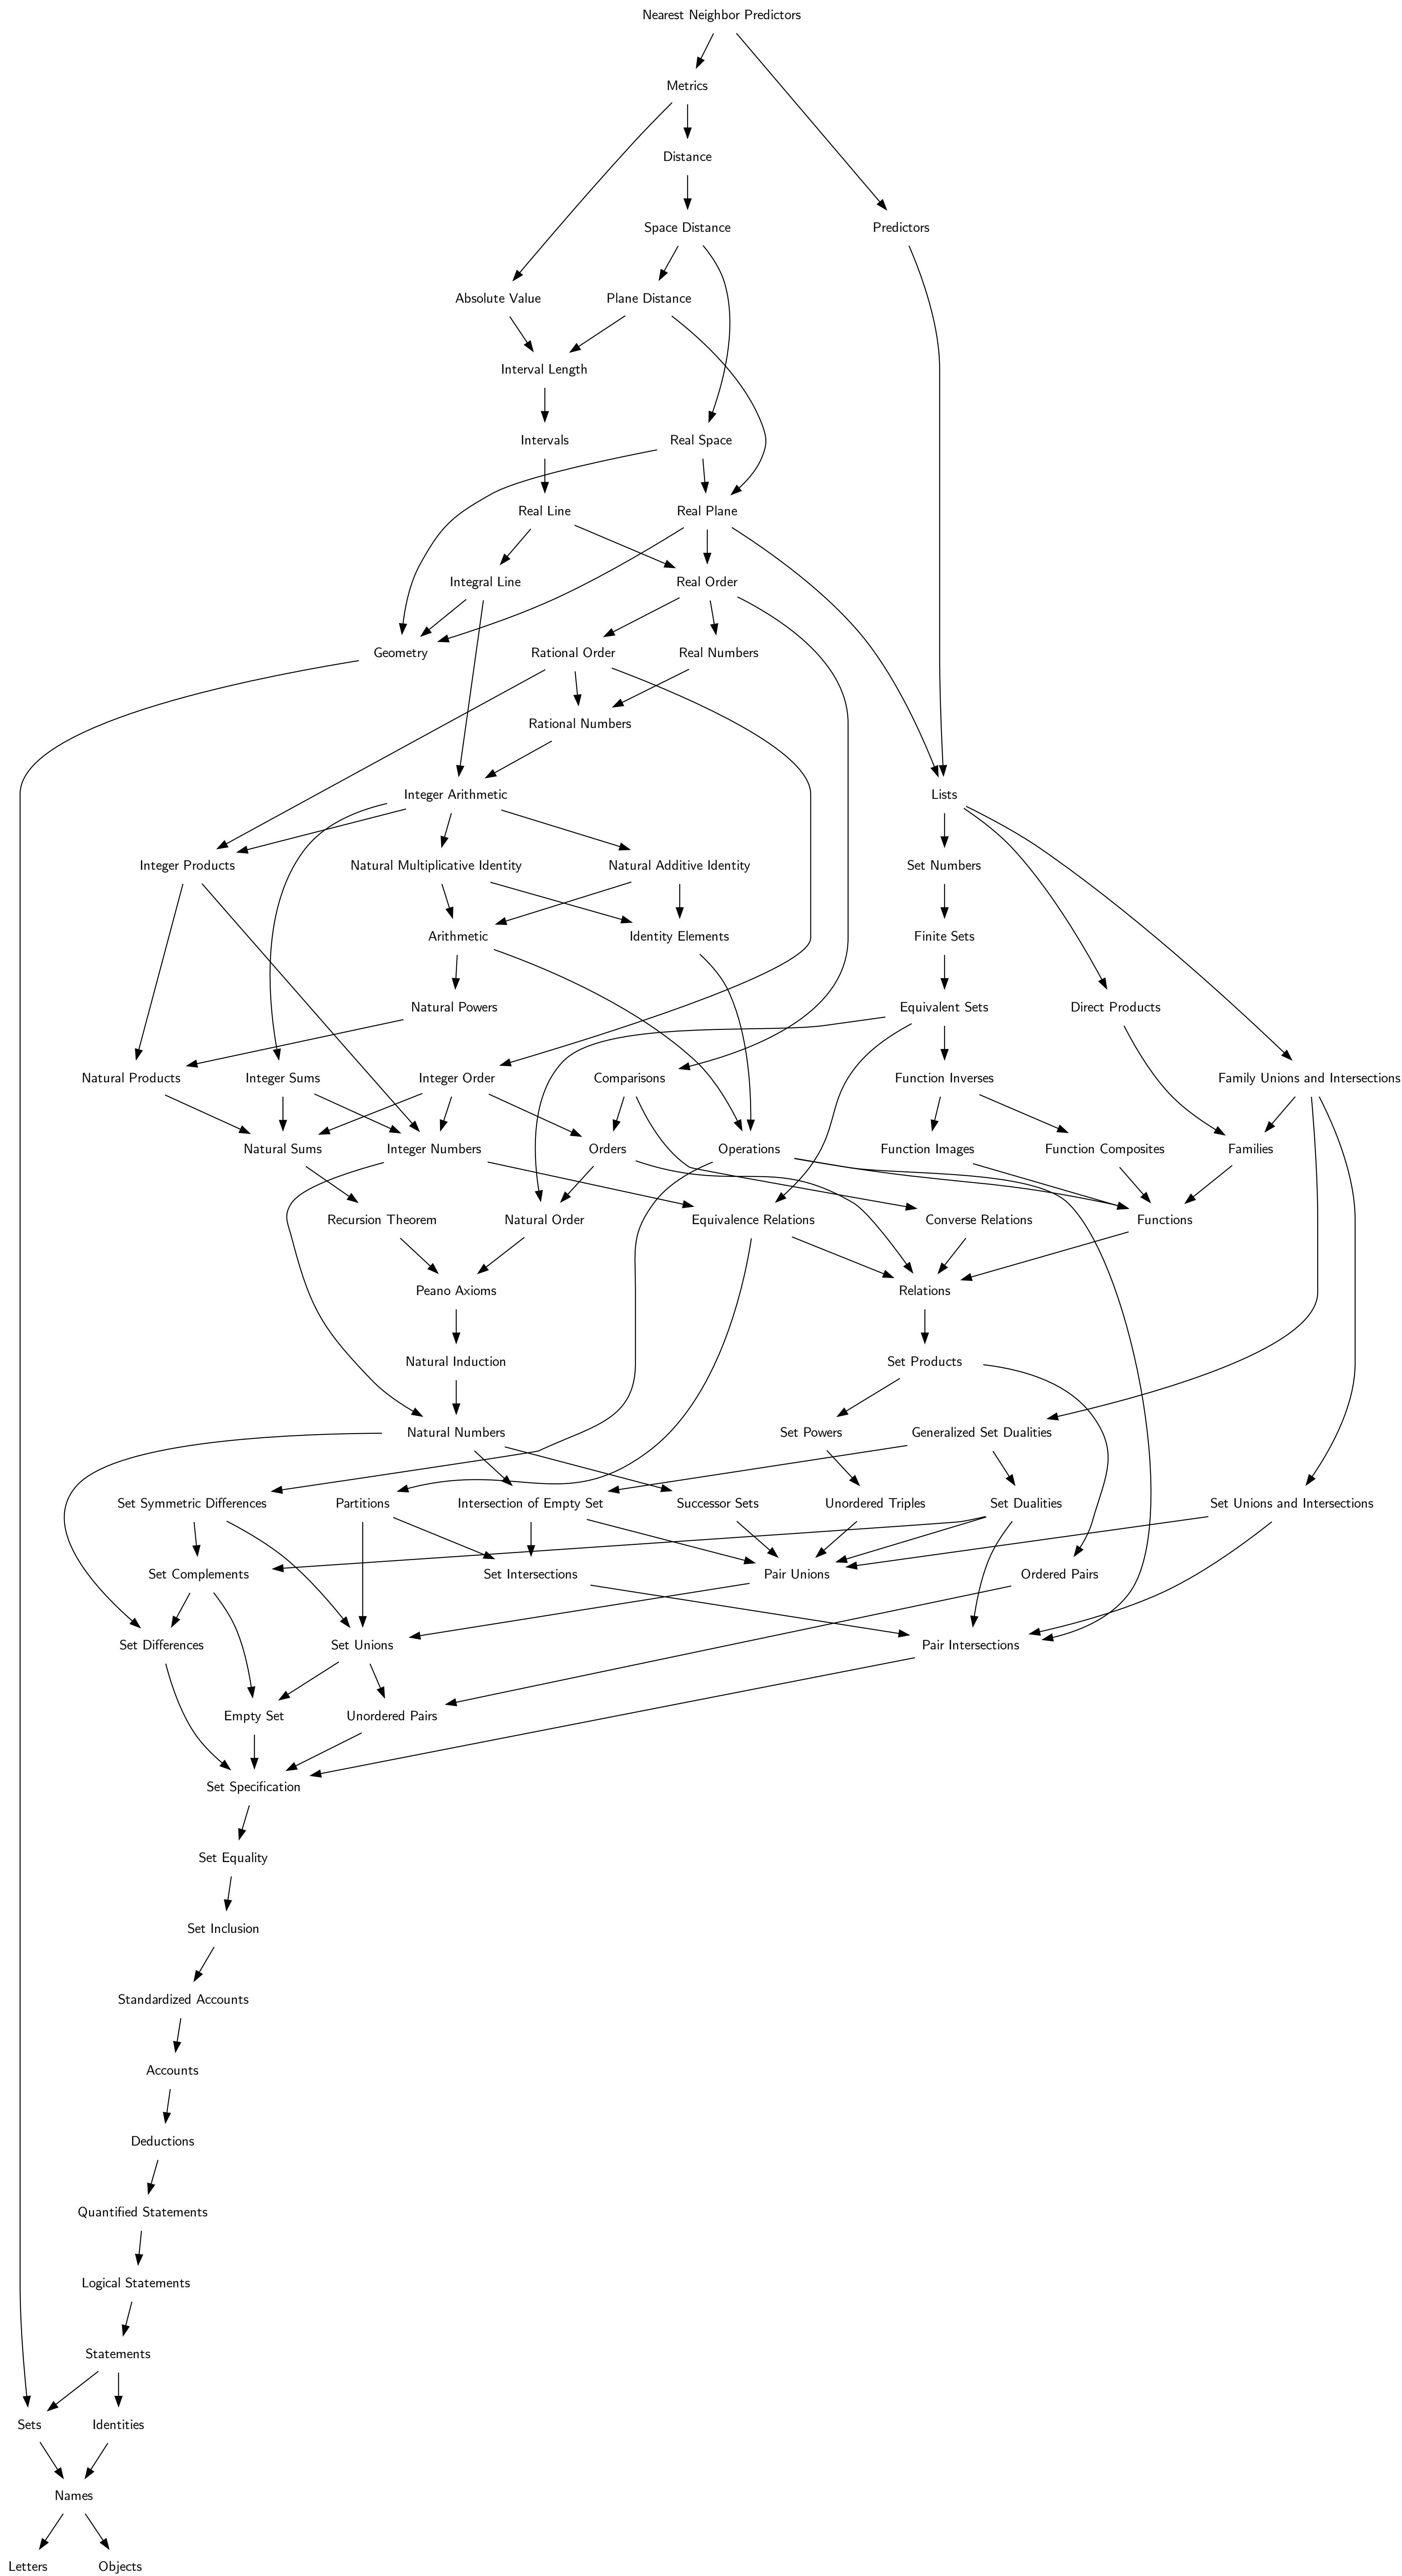 Nearest Neighbor Predictors
Metrics
Distance
Space Distance
Predictors
Absolute Value
Plane Distance
Interval Length
Intervals
Real Space
Real Line
Real Plane
Integral Line
Real Order
Geometry
Rational Order
Real Numbers
Rational Numbers
Integer Arithmetic
Lists
Integer Products
Natural Multiplicative Identity
Natural Additive Identity
Set Numbers
Arithmetic
Identity Elements
Finite Sets
Natural Powers
Equivalent Sets
Direct Products
Natural Products
Integer Sums
Integer Order
Comparisons
Function Inverses
Family Unions and Intersections
Natural Sums
Integer Numbers
Orders
Operations
Function Images
Function Composites
Families
Recursion Theorem
Natural Order
Equivalence Relations
Converse Relations
Functions
Peano Axioms
Relations
Natural Induction
Set Products
Natural Numbers
Set Powers
Generalized Set Dualities
Set Symmetric Differences
Partitions
Intersection of Empty Set
Successor Sets
Unordered Triples
Set Dualities
Set Unions and Intersections
Set Complements
Set Intersections
Pair Unions
Ordered Pairs
Set Differences
Set Unions
Pair Intersections
Empty Set
Unordered Pairs
Set Specification
Set Equality
Set Inclusion
Standardized Accounts
Accounts
Deductions
Quantified Statements
Logical Statements
Statements
Sets
Identities
Names
Letters
Objects